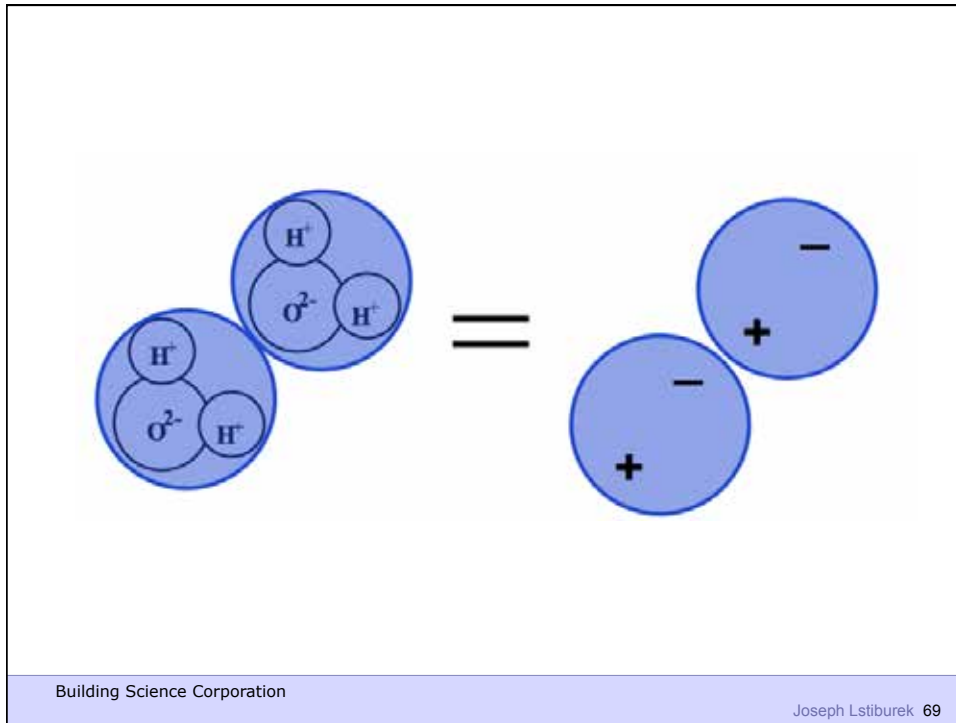 H⁺
O²⁻ H⁺
H⁺
O²⁻ H⁺
=
−
+
−
+
Building Science Corporation
Joseph Lstiburek 69